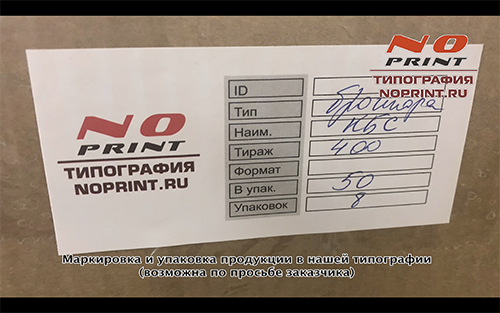 NO
PRINT
ТИПОГРАФИЯ
NOPRINT.RU
NO
PRINT
ТИПОГРАФИЯ
NOPRINT.RU
ID
Тип брошюра
Наим. КБС
Тираж 400
Формат
В упак. 50
Упаковок 8
Маркировка и упаковка продукции в нашей типографии
(возможна по просьбе заказчика)